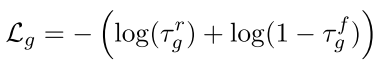 $\mathcal{L}_g = -\left(\log(\tau_g^r) + \log(1 - \tau_g^f)\right)$